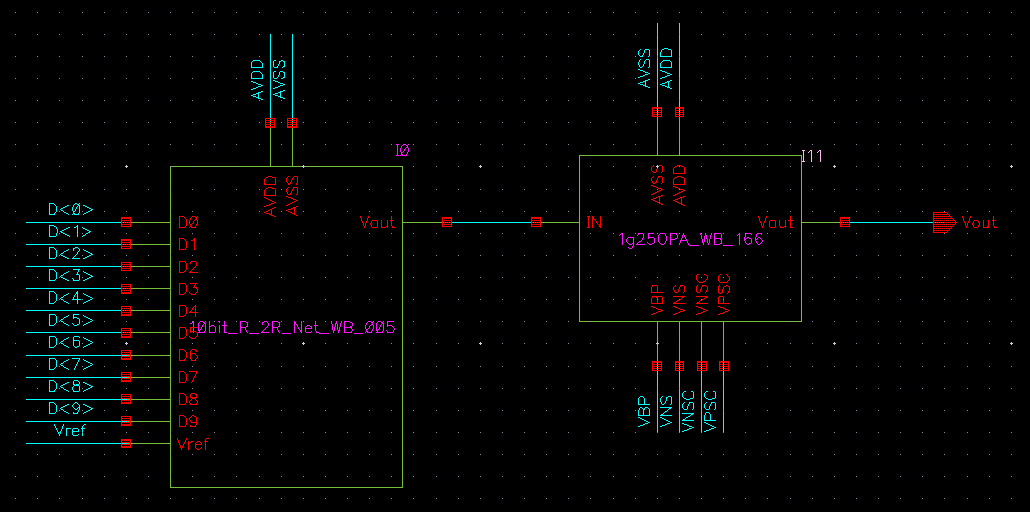 AVDD
AVSS
AVSS
AVDD
I0
I11
AVDD
AVSS
AVSS
AVDD
D<0>
D0
Vout
IN
Vout
Vout
D<1>
D1
1g25OPA_WB_166
D<2>
D2
D<3>
D3
VBP
VNS
VNSC
VPSC
D<4>
D4
D<5>
D5
10bit_R_2R_Net_WB_005
D<6>
D6
D<7>
D7
D<8>
D8
VBP
VNS
VNSC
VPSC
D<9>
D9
Vref
Vref